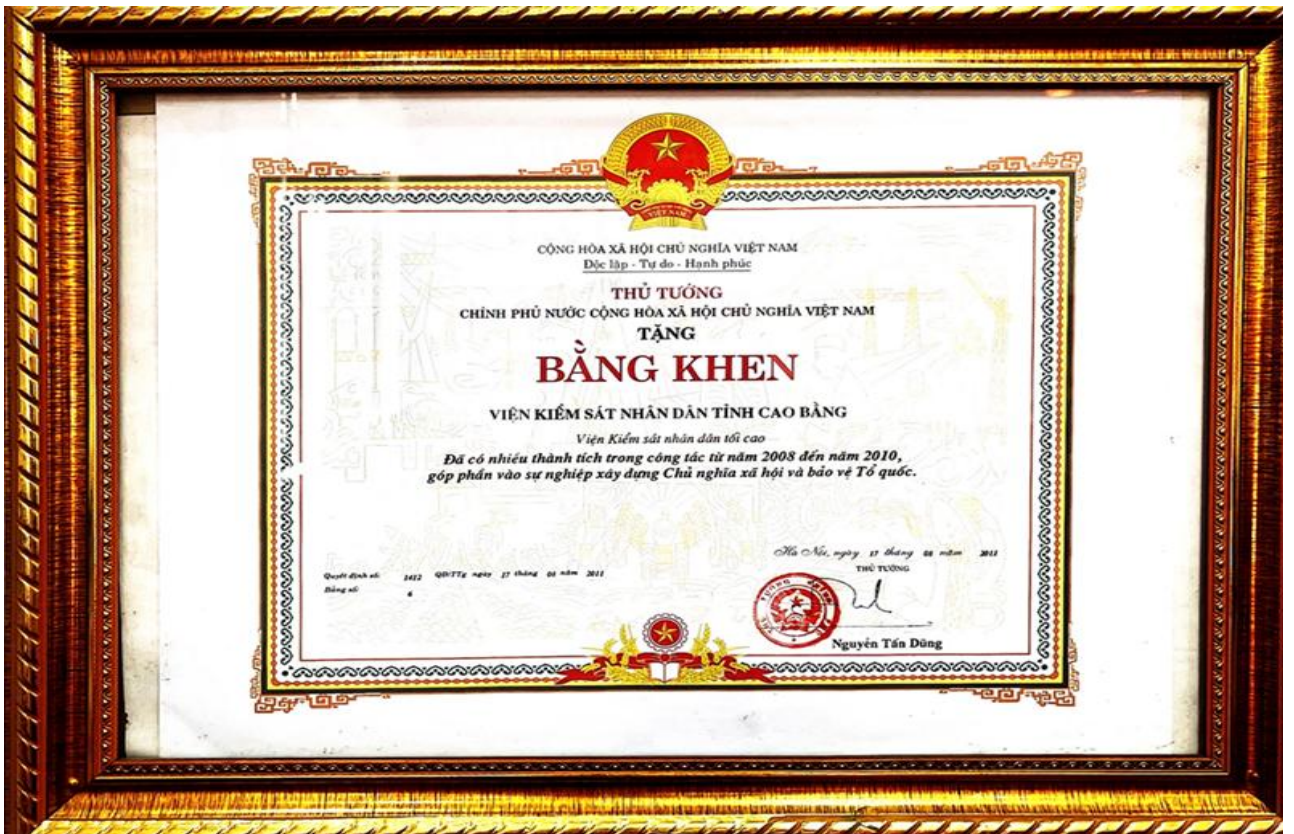 VIỆT NAM
CỘNG HÒA XÃ HỘI CHỦ NGHĨA VIỆT NAM
Độc lập - Tự do - Hạnh phúc
THỦ TƯỚNG
CHÍNH PHỦ NƯỚC CỘNG HÒA XÃ HỘI CHỦ NGHĨA VIỆT NAM
TẶNG
BẰNG KHEN
VIỆN KIỂM SÁT NHÂN DÂN TỈNH CAO BẰNG
Viện Kiểm sát nhân dân tối cao
Đã có nhiều thành tích trong công tác từ năm 2008 đến năm 2010,
góp phần vào sự nghiệp xây dựng Chủ nghĩa xã hội và bảo vệ Tổ quốc.
Hà Nội, ngày 17 tháng 08 năm 2011
THỦ TƯỚNG
Quyết định số: 1412 QĐ/TTg ngày 17 tháng 08 năm 2011
Bằng số: 6
Nguyễn Tấn Dũng